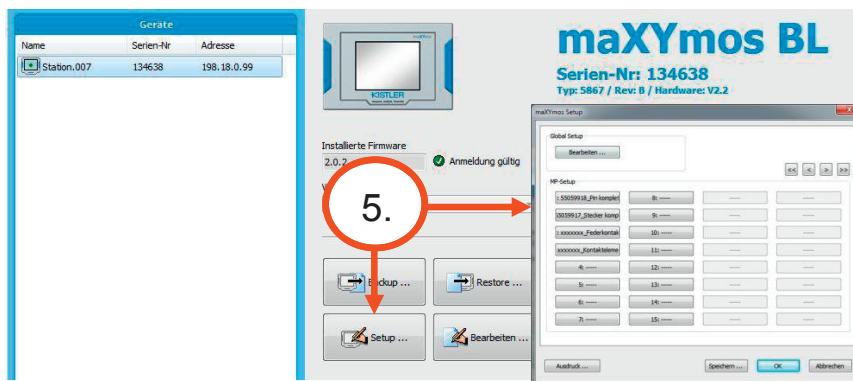 Geräte
Name Serien-Nr Adresse
Station.007 134638 198.18.0.99
maXYmos
KISTLER
maXYmos BL
Serien-Nr: 134638
Typ: 5867 / Rev: B / Hardware: V2.2
Installierte Firmware
2.0.2
Anmeldung gültig
5.
Backup ...
Restore ...
Setup ...
Bearbeiten ...
maXYmos Setup
Global Setup
Bearbeiten ...
<< < > >>
MP-Setup
: 55059918_Pin komplet 8: -----
i5059917_Stecker komp 9: -----
: xxxxxxx_Federkontak 10: -----
xxxxxxx_Kontakteleme 11: -----
4: ----- 12: -----
5: ----- 13: -----
6: ----- 14: -----
7: ----- 15: -----
Ausdruck ...
Speichern ... OK Abbrechen